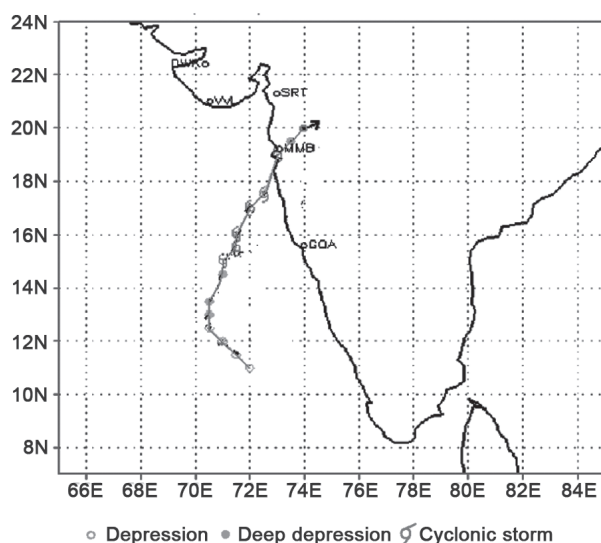 24N
DWK
22N
VVL SRT
20N
MMB
18N
16N
GOA
14N
12N
10N
8N
66E 68E 70E 72E 74E 76E 78E 80E 82E 84E
Depression Deep depression Cyclonic storm